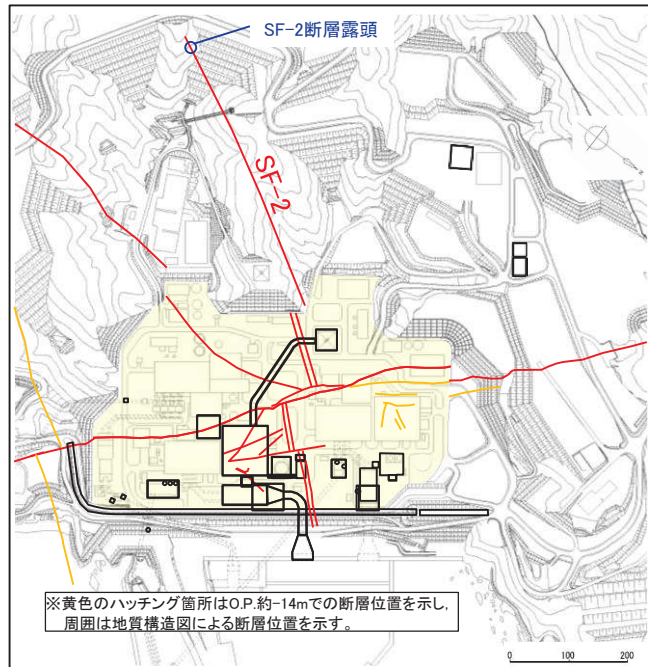 SF-2断層露頭
SF-2
※黄色のハッチング箇所はO.P.約-14mでの断層位置を示し,
周囲は地質構造図による断層位置を示す。
0 100 200